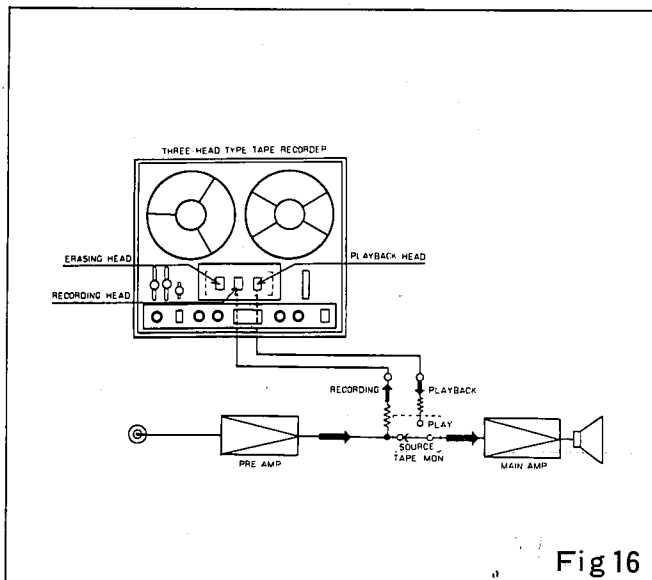 THREE-HEAD TYPE TAPE RECORDER
ERASING HEAD
PLAYBACK HEAD
RECORDING HEAD
RECORDING
PLAYBACK
PLAY
SOURCE
TAPE MON
PRE AMP
MAIN AMP
Fig 16